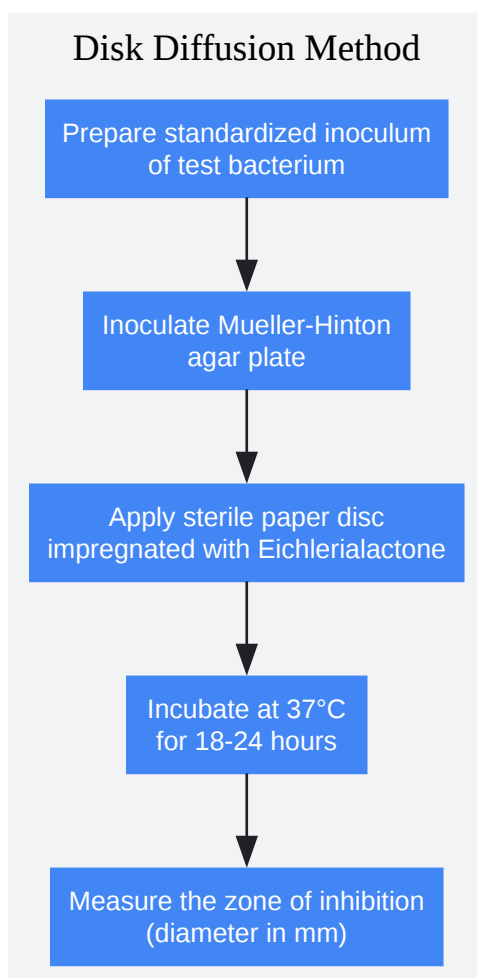 Disk Diffusion Method
Prepare standardized inoculum
of test bacterium
Inoculate Mueller-Hinton
agar plate
Apply sterile paper disc
impregnated with Eichlerialactone
Incubate at 37°C
for 18-24 hours
Measure the zone of inhibition
(diameter in mm)